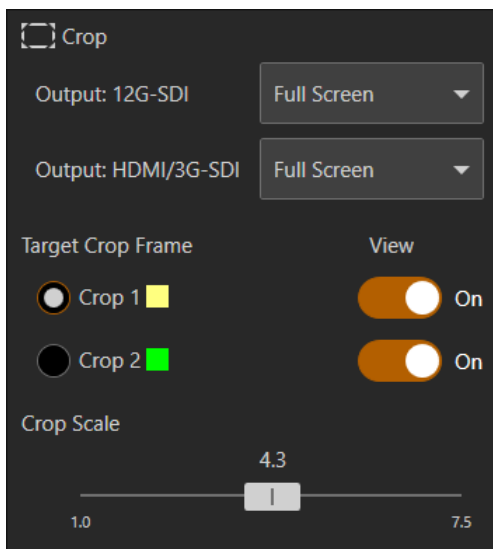 Crop
Output: 12G-SDI Full Screen
Output: HDMI/3G-SDI Full Screen
Target Crop Frame View
Crop 1 On
Crop 2 On
Crop Scale
4.3
1.0 7.5